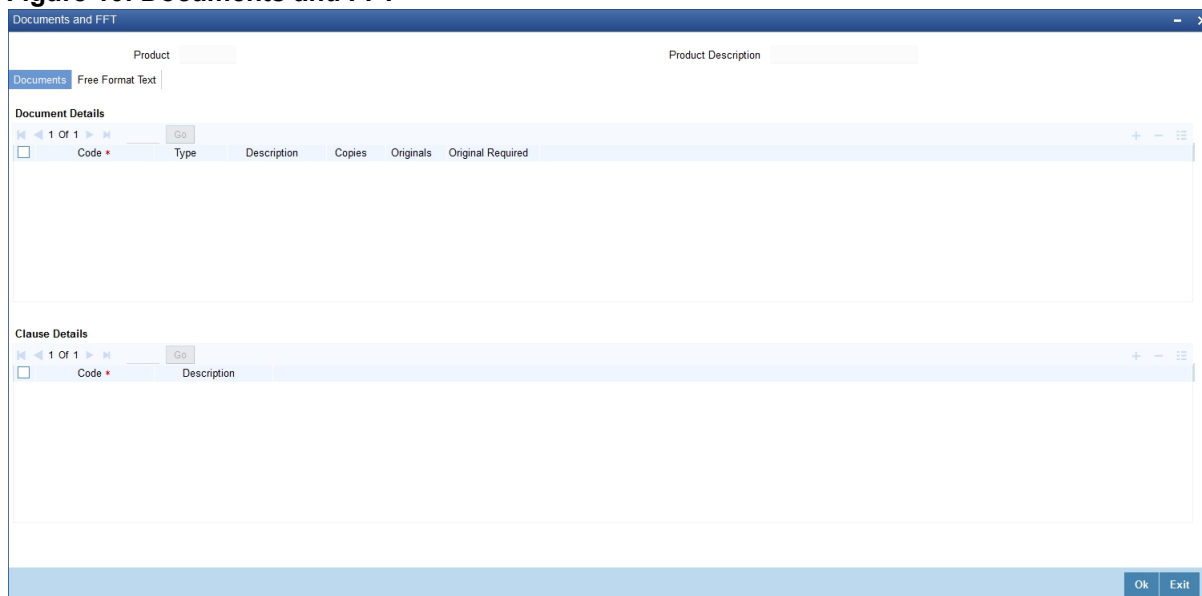 Documents and FFT
Product
Product Description
Documents Free Format Text
Document Details
1 Of 1 Go
Code * Type Description Copies Originals Original Required
Clause Details
1 Of 1 Go
Code * Description
Ok Exit